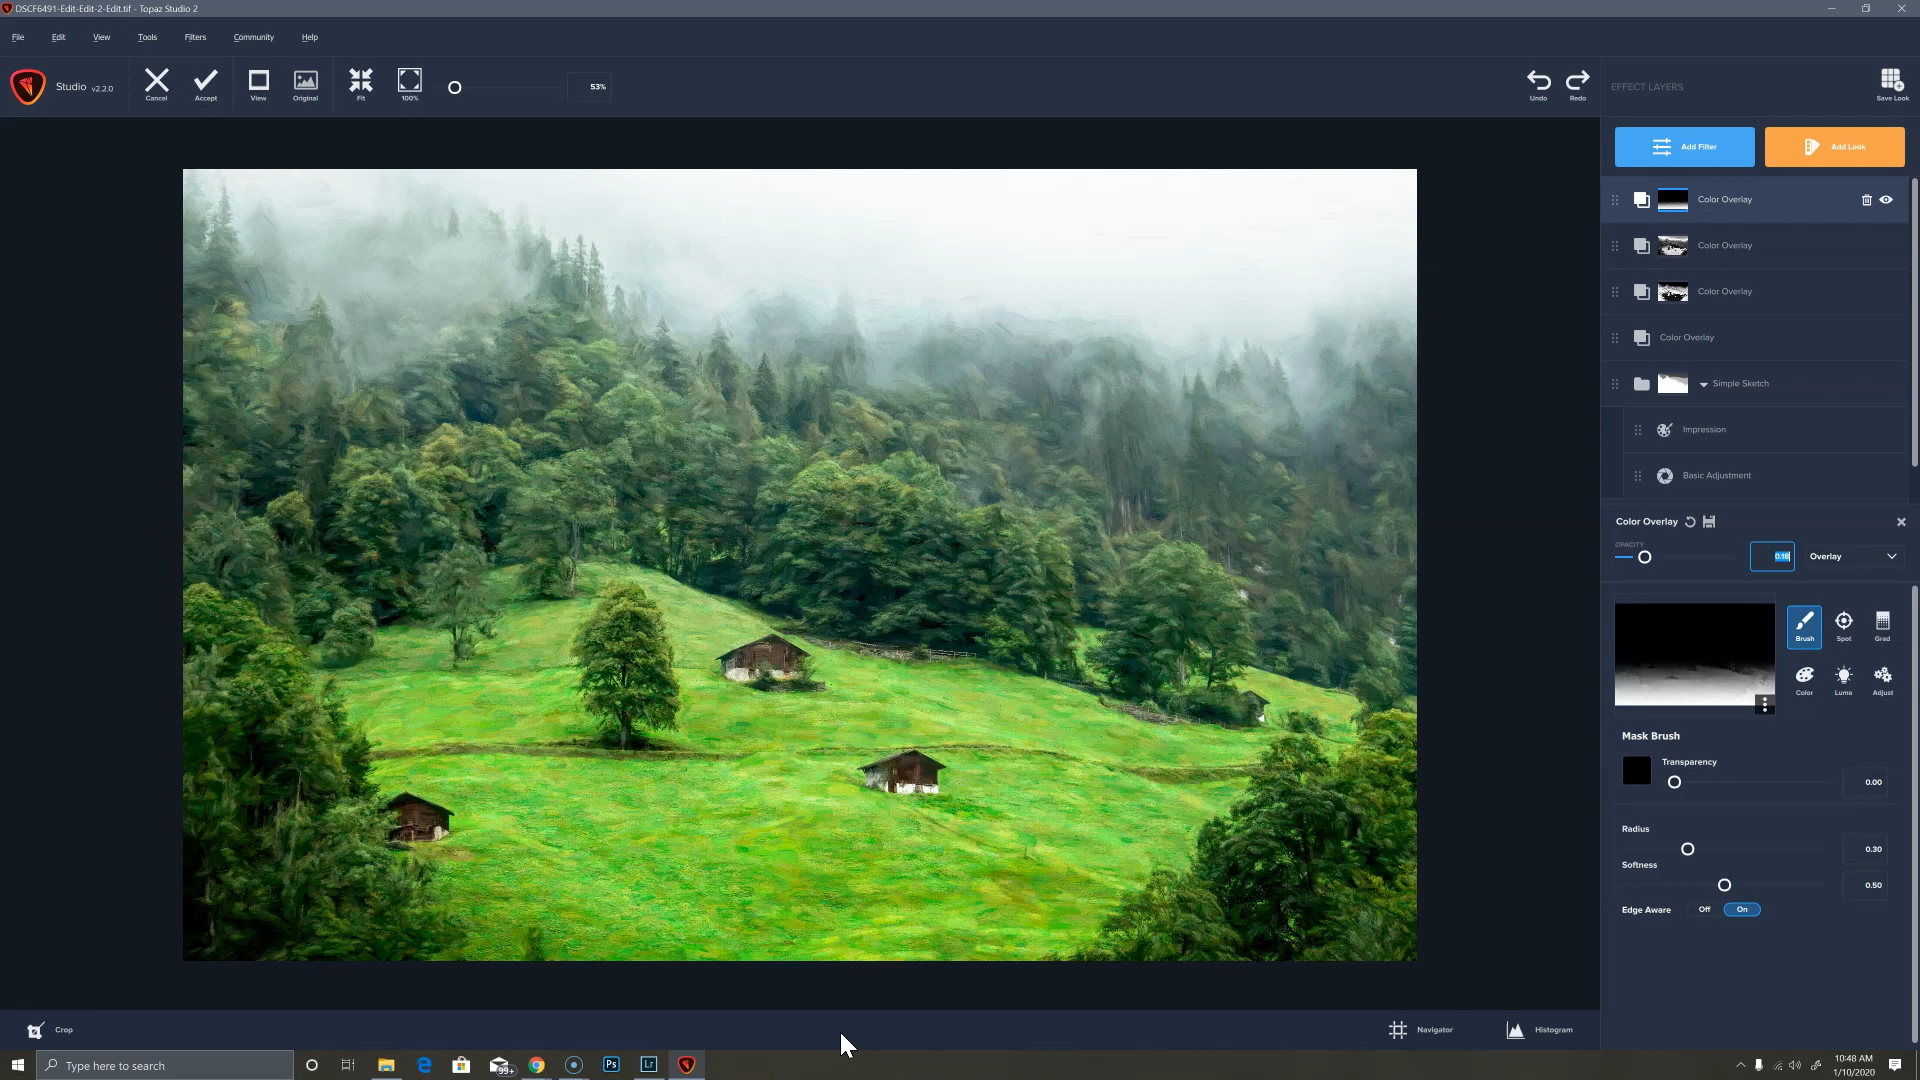 DSCF6491-Edit-Edit-2-Edit.tif - Topaz Studio 2
File Edit View Tools Filters Community Help
Studio v2.2.0
Cancel Accept View Original Fit 100% 53% Undo Redo
EFFECT LAYERS
Save Look
Add Filter Add Look
Color Overlay
Color Overlay
Color Overlay
Color Overlay
Simple Sketch
Impression
Basic Adjustment
Color Overlay
OPACITY
0.18 Overlay
Brush Spot Grad
Color Luma Adjust
Mask Brush
Transparency
0.00
Radius
0.30
Softness
0.50
Edge Aware Off On
Crop Navigator Histogram
Type here to search
99+
Ps
Lr
10:48 AM
1/10/2020